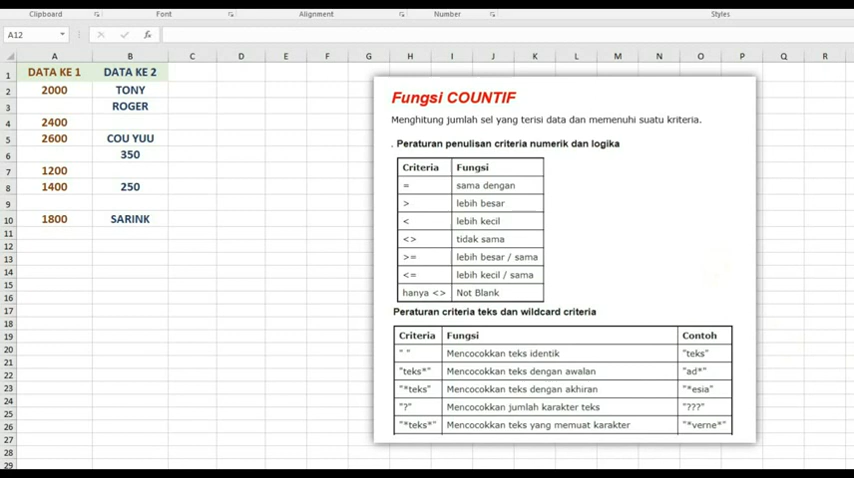 Clipboard Font Alignment Number Styles
A12 fx
A B C D E F G H I J K L M N O P Q R
1 DATA KE 1 DATA KE 2
2 2000 TONY
3 ROGER
4 2400
5 2600 COU YUU
6 350
7 1200
8 1400 250
9
10 1800 SARINK
11
12
13
14
15
16
17
18
19
20
21
22
23
24
25
26
27
28
29
Fungsi COUNTIF
Menghitung jumlah sel yang terisi data dan memenuhi suatu kriteria.
. Peraturan penulisan criteria numerik dan logika
Criteria Fungsi
= sama dengan
> lebih besar
< lebih kecil
<> tidak sama
>= lebih besar / sama
<= lebih kecil / sama
hanya <> Not Blank
Peraturan criteria teks dan wildcard criteria
Criteria Fungsi Contoh
" " Mencocokkan teks identik "teks"
"teks*" Mencocokkan teks dengan awalan "ad*"
"*teks" Mencocokkan teks dengan akhiran "*esia"
"?" Mencocokkan jumlah karakter teks "???"
"*teks*" Mencocokkan teks yang memuat karakter "*verne*"